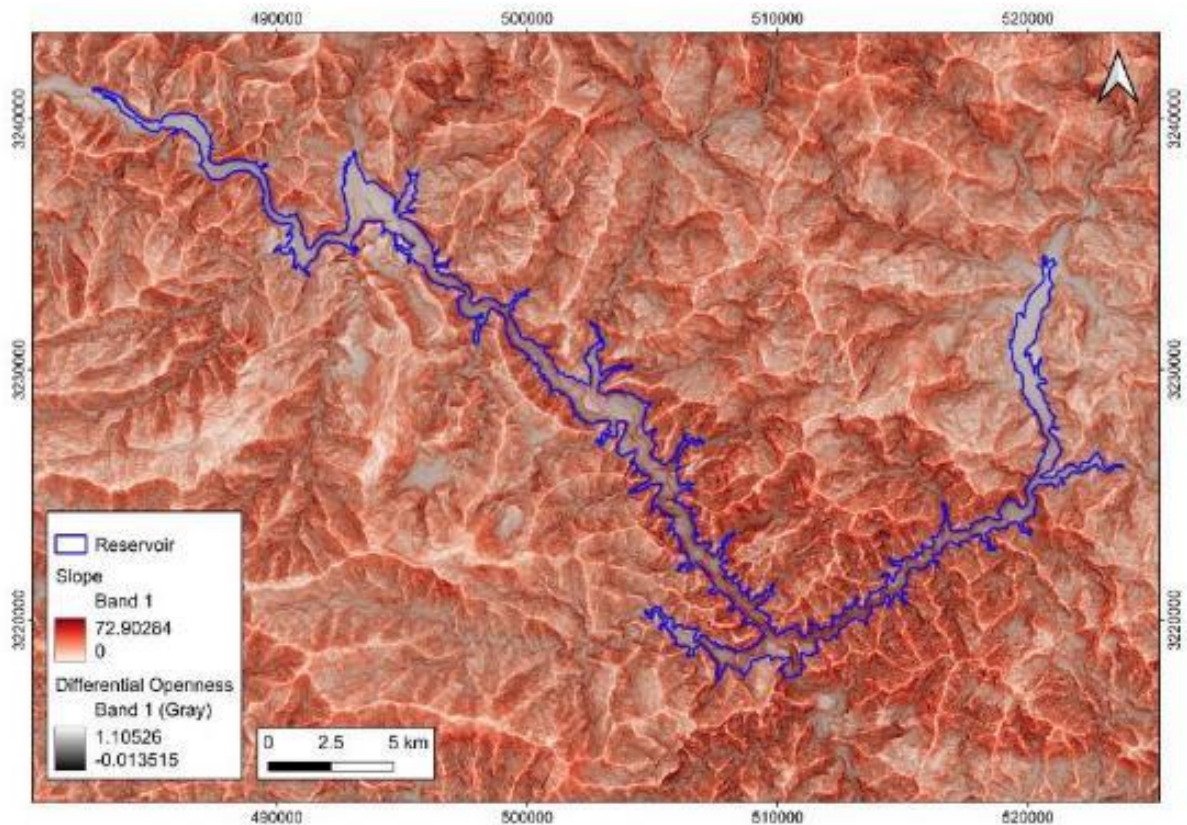 490000 500000 510000 520000
3240000 3240000
3230000 3230000
Reservoir
Slope
Band 1
72.90284
0
3220000 3220000
Differential Openness
Band 1 (Gray)
1.10526
-0.013515
0 2.5 5 km
490000 500000 510000 520000